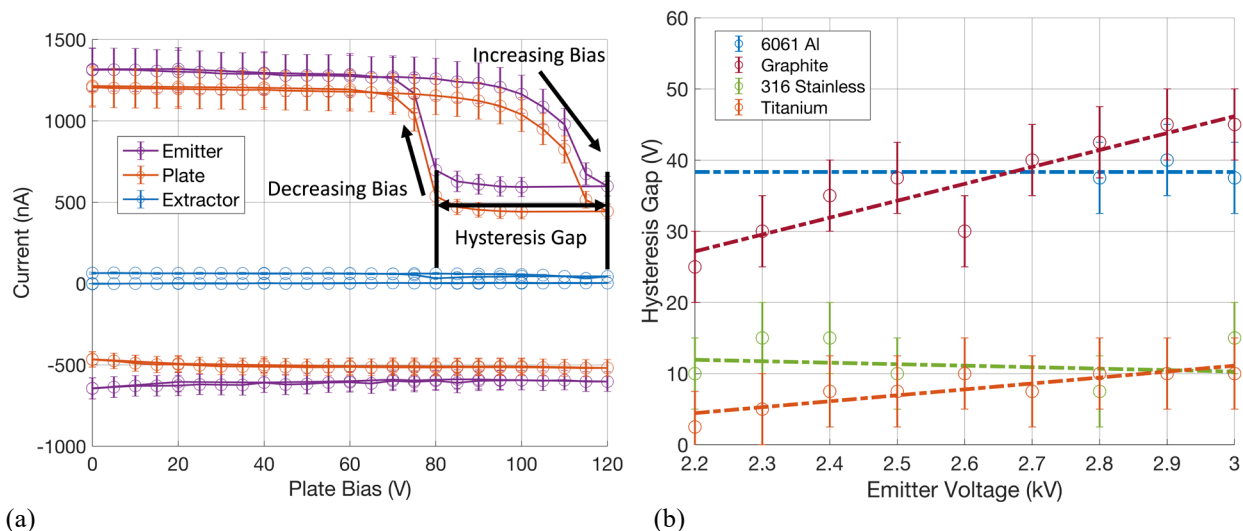 1500
1000
500
0
-500
-1000
Current (nA)
Emitter
Plate
Extractor
Increasing Bias
Decreasing Bias
Hysteresis Gap
0
20
40
60
80
100
120
Plate Bias (V)
(a)
60
50
40
30
20
10
0
Hysteresis Gap (V)
6061 Al
Graphite
316 Stainless
Titanium
2.2
2.3
2.4
2.5
2.6
2.7
2.8
2.9
3
Emitter Voltage (kV)
(b)